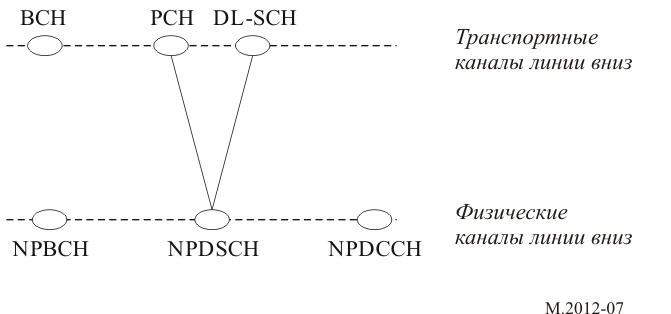 BCH PCH DL-SCH
Транспортные
каналы линии вниз
Физические
каналы линии вниз
NPBCH NPDSCH NPDCCH
M.2012-07